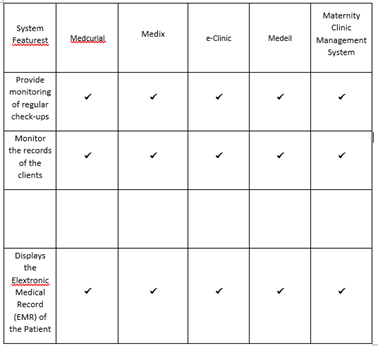 System
Featurest
Medcurial
Medix
e-Clinic
Medeil
Maternity
Clinic
Management
System
Provide
monitoring
of regular
check-ups
✓ ✓ ✓ ✓ ✓
Monitor
the records
of the
clients
✓ ✓ ✓ ✓ ✓
Displays
the
Elextronic
Medical
Record
(EMR) of
the Patient
✓ ✓ ✓ ✓ ✓